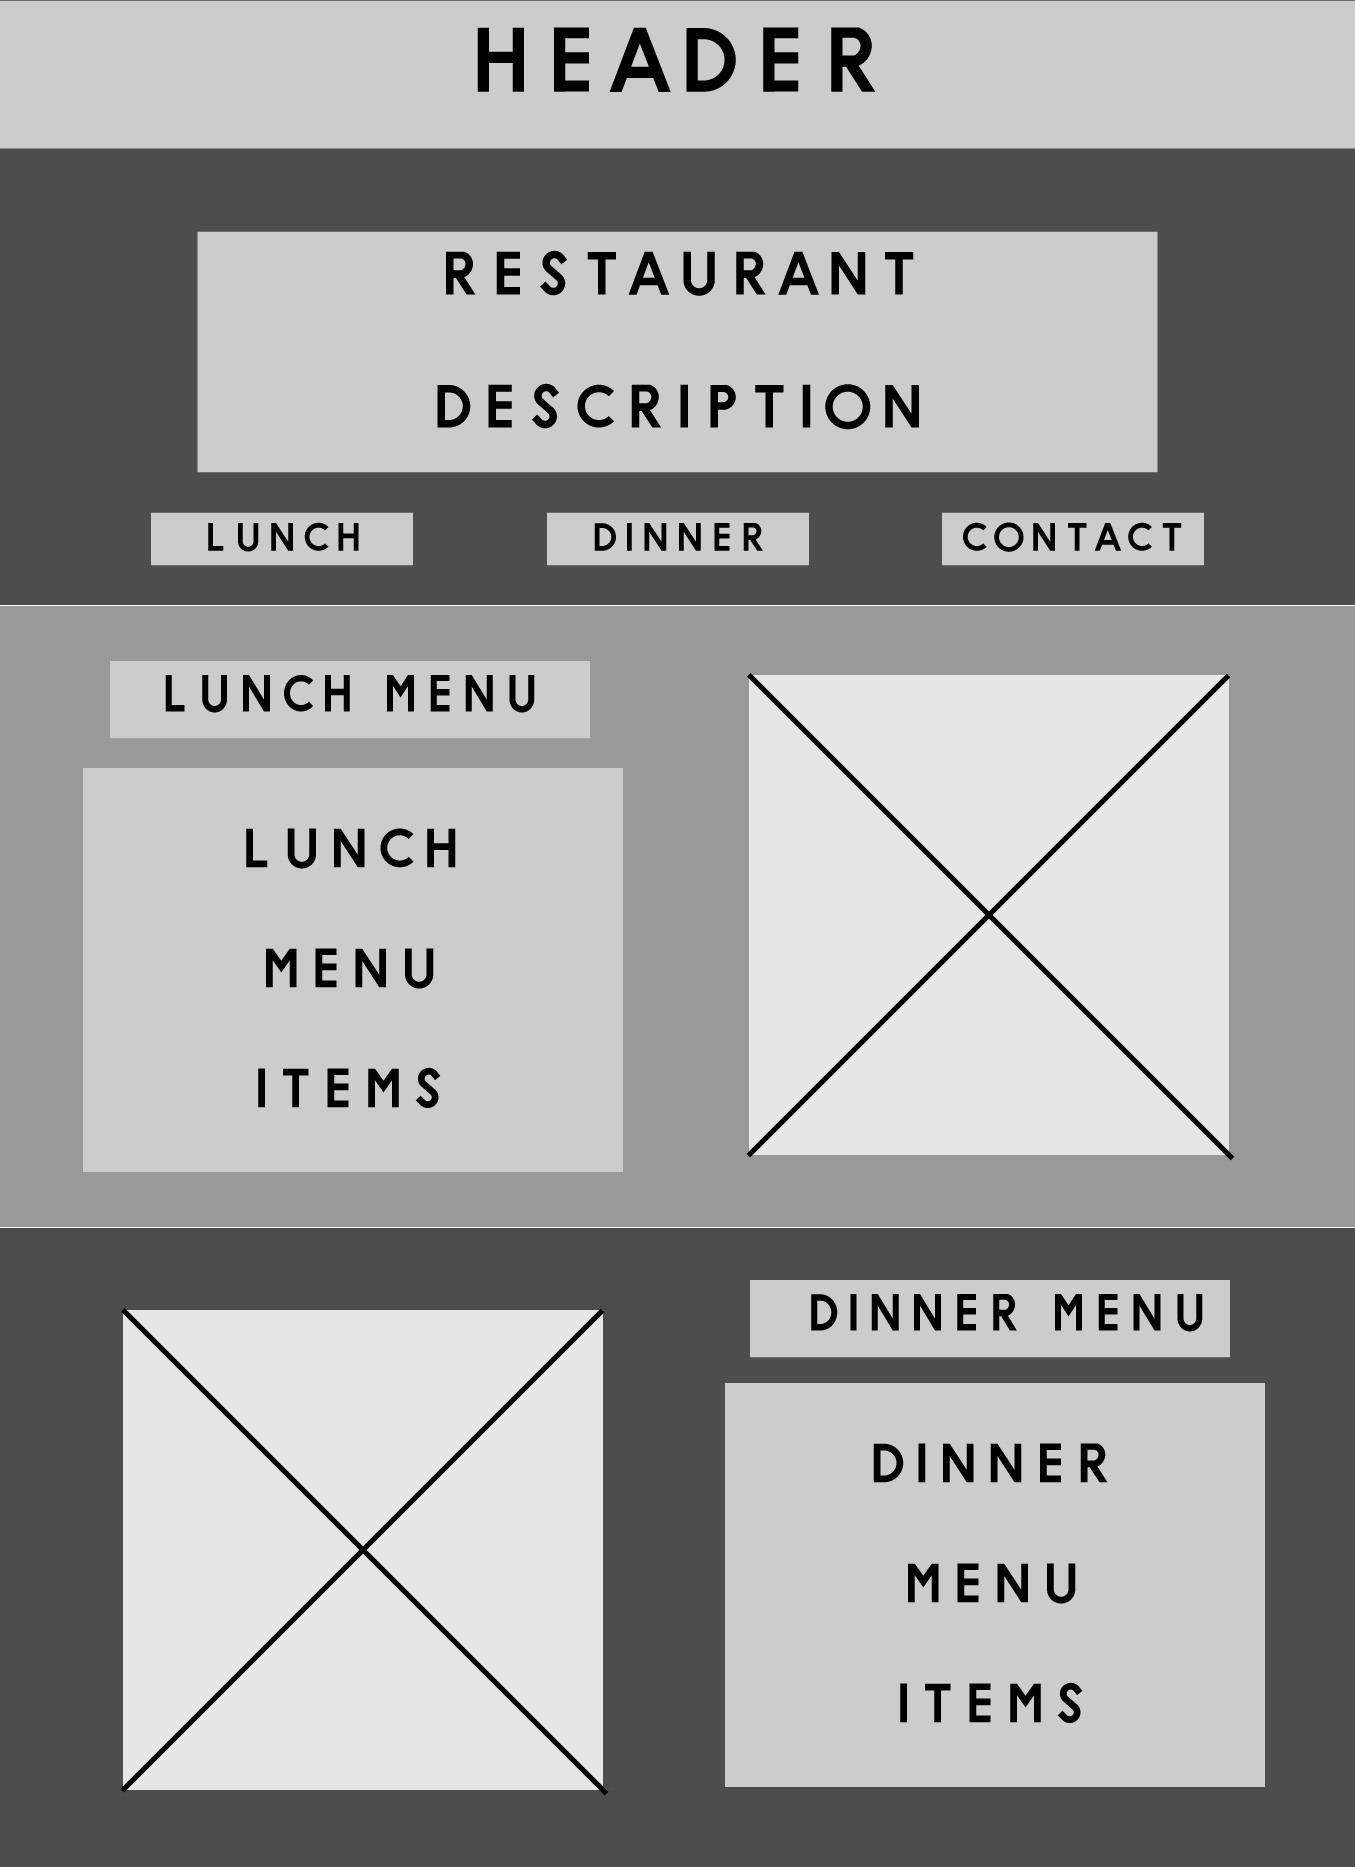 HEADER
RESTAURANT
DESCRIPTION
LUNCH
DINNER
CONTACT
LUNCH MENU
LUNCH
MENU
ITEMS
DINNER MENU
DINNER
MENU
ITEMS